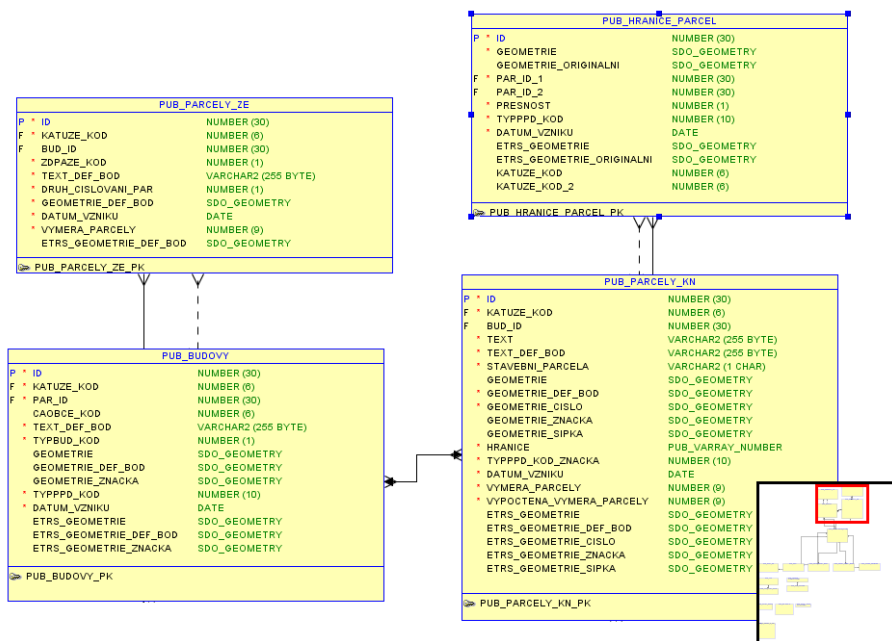 PUB_HRANICE_PARCEL
P * ID NUMBER (30)
* GEOMETRIE SDO_GEOMETRY
GEOMETRIE_ORIGINALNI SDO_GEOMETRY
F * PAR_ID_1 NUMBER (30)
F PAR_ID_2 NUMBER (30)
* PRESNOST NUMBER (1)
* TYPPPD_KOD NUMBER (10)
* DATUM_VZNIKU DATE
ETRS_GEOMETRIE SDO_GEOMETRY
ETRS_GEOMETRIE_ORIGINALNI SDO_GEOMETRY
KATUZE_KOD NUMBER (6)
KATUZE_KOD_2 NUMBER (6)
PUB_HRANICE_PARCEL_PK
PUB_PARCELY_ZE
P * ID NUMBER (30)
F * KATUZE_KOD NUMBER (6)
F BUD_ID NUMBER (30)
* ZDPAZE_KOD NUMBER (1)
* TEXT_DEF_BOD VARCHAR2 (255 BYTE)
* DRUH_CISLOVANI_PAR NUMBER (1)
* GEOMETRIE_DEF_BOD SDO_GEOMETRY
* DATUM_VZNIKU DATE
* VYMERA_PARCELY NUMBER (9)
ETRS_GEOMETRIE_DEF_BOD SDO_GEOMETRY
PUB_PARCELY_ZE_PK
PUB_PARCELY_KN
P * ID NUMBER (30)
F * KATUZE_KOD NUMBER (6)
F BUD_ID NUMBER (30)
* TEXT VARCHAR2 (255 BYTE)
* TEXT_DEF_BOD VARCHAR2 (255 BYTE)
* STAVEBNI_PARCELA VARCHAR2 (1 CHAR)
GEOMETRIE SDO_GEOMETRY
* GEOMETRIE_DEF_BOD SDO_GEOMETRY
* GEOMETRIE_CISLO SDO_GEOMETRY
GEOMETRIE_ZNACKA SDO_GEOMETRY
GEOMETRIE_SIPKA SDO_GEOMETRY
* HRANICE PUB_VARRAY_NUMBER
* TYPPPD_KOD_ZNACKA NUMBER (10)
* DATUM_VZNIKU DATE
* VYMERA_PARCELY NUMBER (9)
* VYPOCTENA_VYMERA_PARCELY NUMBER (9)
ETRS_GEOMETRIE SDO_GEOMETRY
ETRS_GEOMETRIE_DEF_BOD SDO_GEOMETRY
ETRS_GEOMETRIE_CISLO SDO_GEOMETRY
ETRS_GEOMETRIE_ZNACKA SDO_GEOMETRY
ETRS_GEOMETRIE_SIPKA SDO_GEOMETRY
PUB_PARCELY_KN_PK
PUB_BUDOVY
P * ID NUMBER (30)
F * KATUZE_KOD NUMBER (6)
F * PAR_ID NUMBER (30)
CAOBCE_KOD NUMBER (6)
* TEXT_DEF_BOD VARCHAR2 (255 BYTE)
* TYPBUD_KOD NUMBER (1)
GEOMETRIE SDO_GEOMETRY
GEOMETRIE_DEF_BOD SDO_GEOMETRY
GEOMETRIE_ZNACKA SDO_GEOMETRY
* TYPPPD_KOD NUMBER (10)
* DATUM_VZNIKU DATE
ETRS_GEOMETRIE SDO_GEOMETRY
ETRS_GEOMETRIE_DEF_BOD SDO_GEOMETRY
ETRS_GEOMETRIE_ZNACKA SDO_GEOMETRY
PUB_BUDOVY_PK